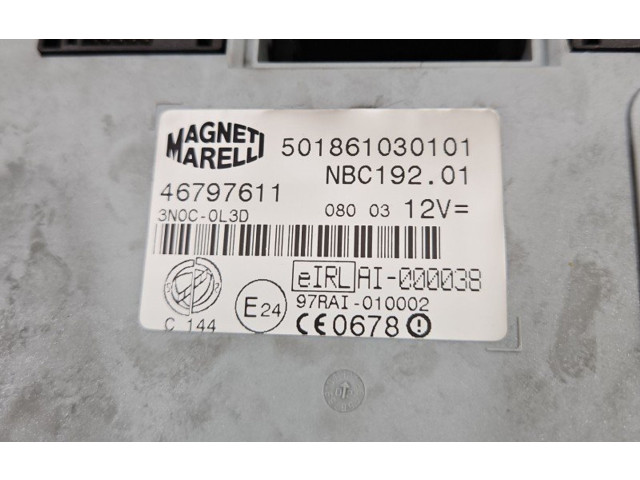 MAGNETI
MARELLI
501861030101
NBC192.01
46797611
3N0C-0L3D
080 03 12V=
eIRL AI-000038
97RAI-010002
C 144
E24
CE0678